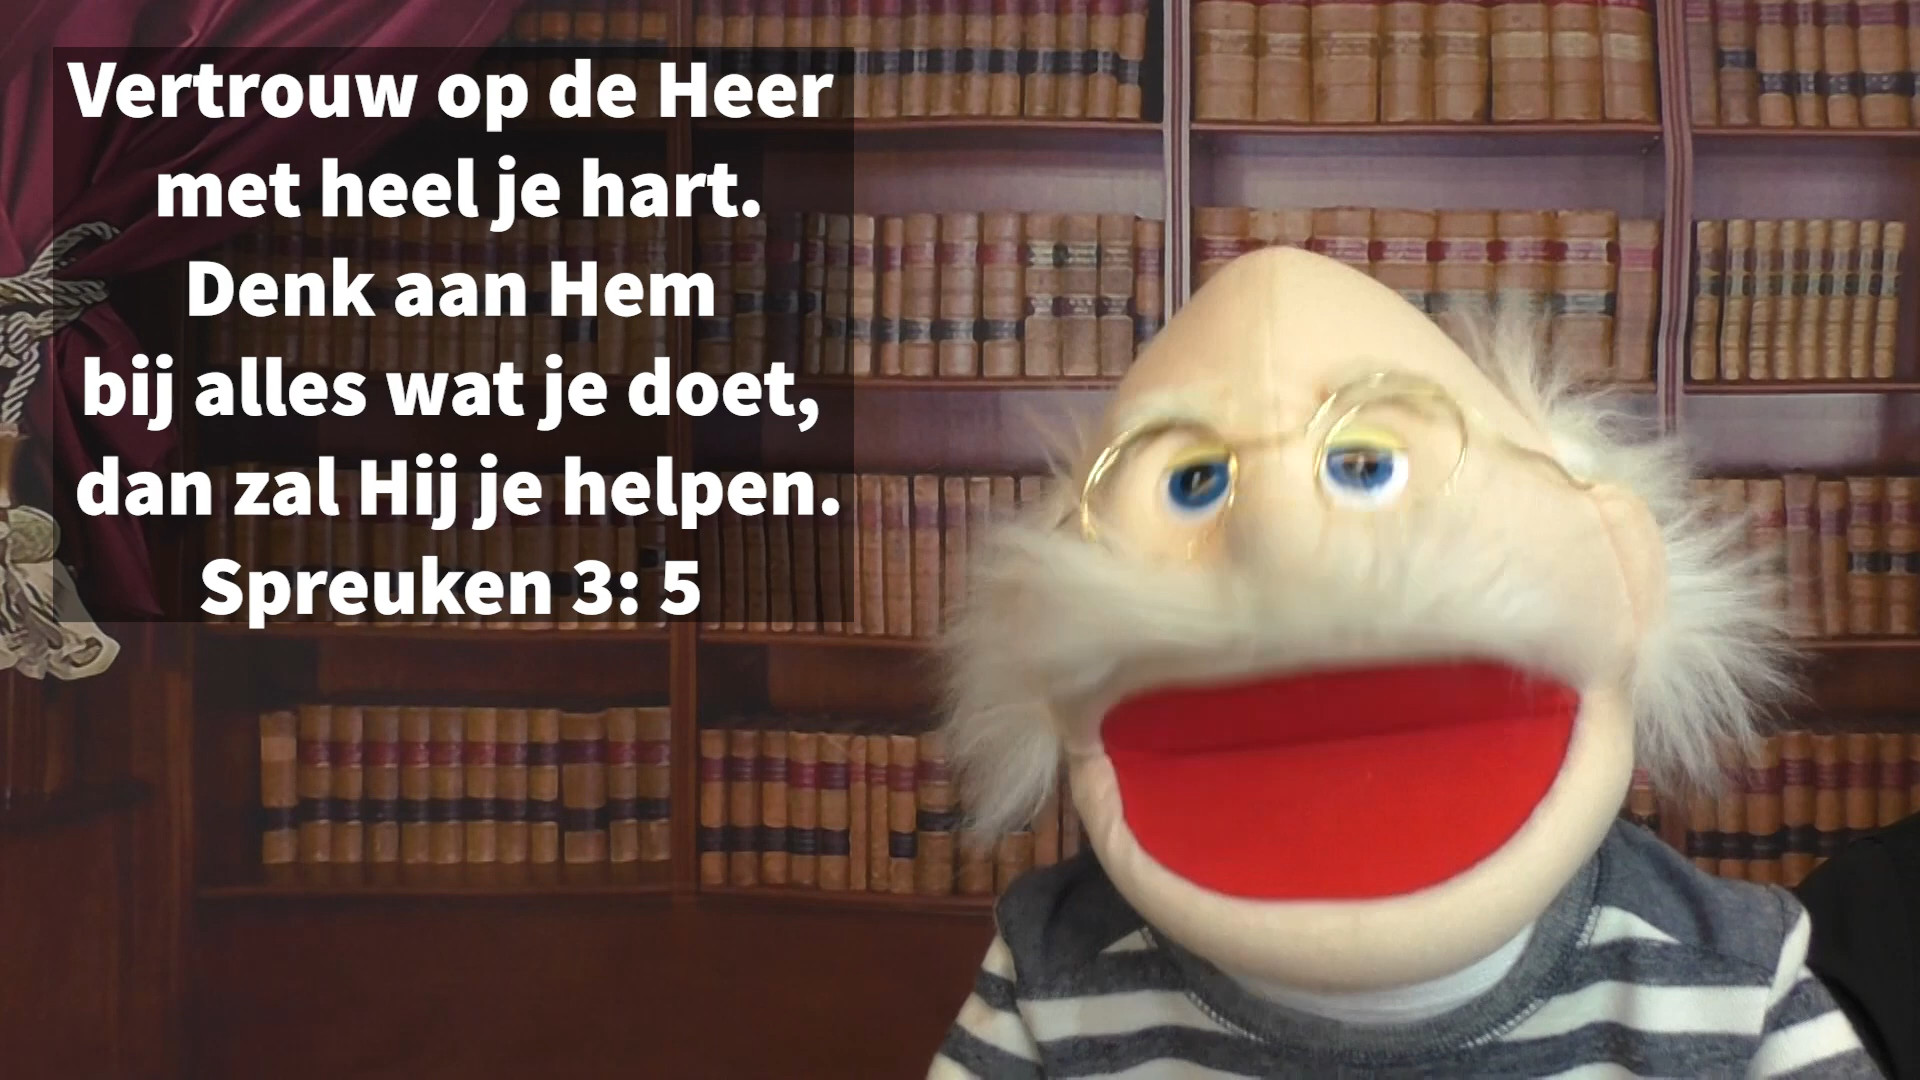 Vertrouw op de Heer
met heel je hart.
Denk aan Hem
bij alles wat je doet,
dan zal Hij je helpen.
Spreuken 3: 5